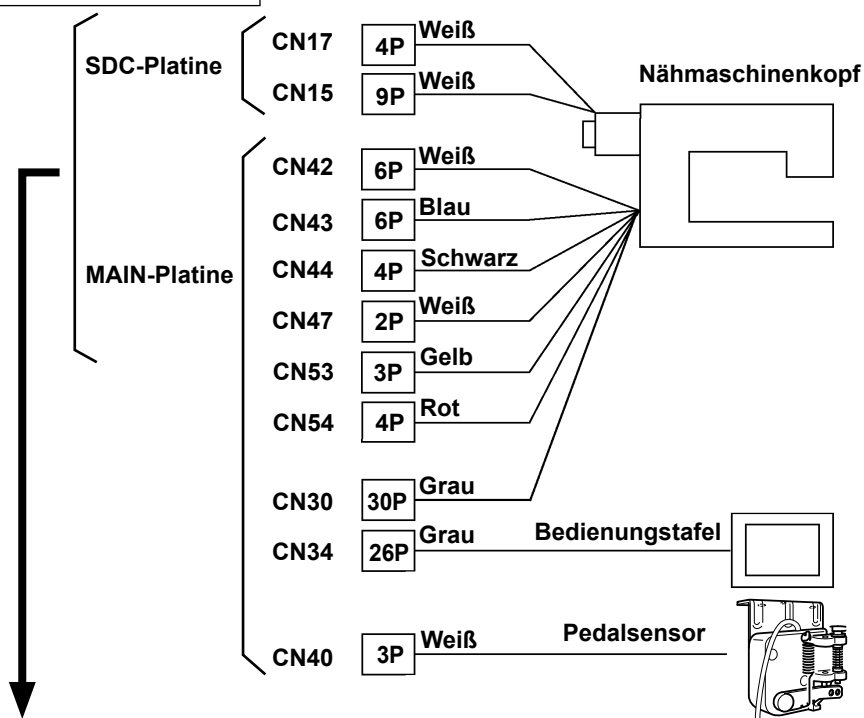 SDC-Platine
CN17 4P Weiß
CN15 9P Weiß
Nähmaschinenkopf
MAIN-Platine
CN42 6P Weiß
CN43 6P Blau
CN44 4P Schwarz
CN47 2P Weiß
CN53 3P Gelb
CN54 4P Rot
CN30 30P Grau
CN34 26P Grau Bedienungstafel
CN40 3P Weiß Pedalsensor